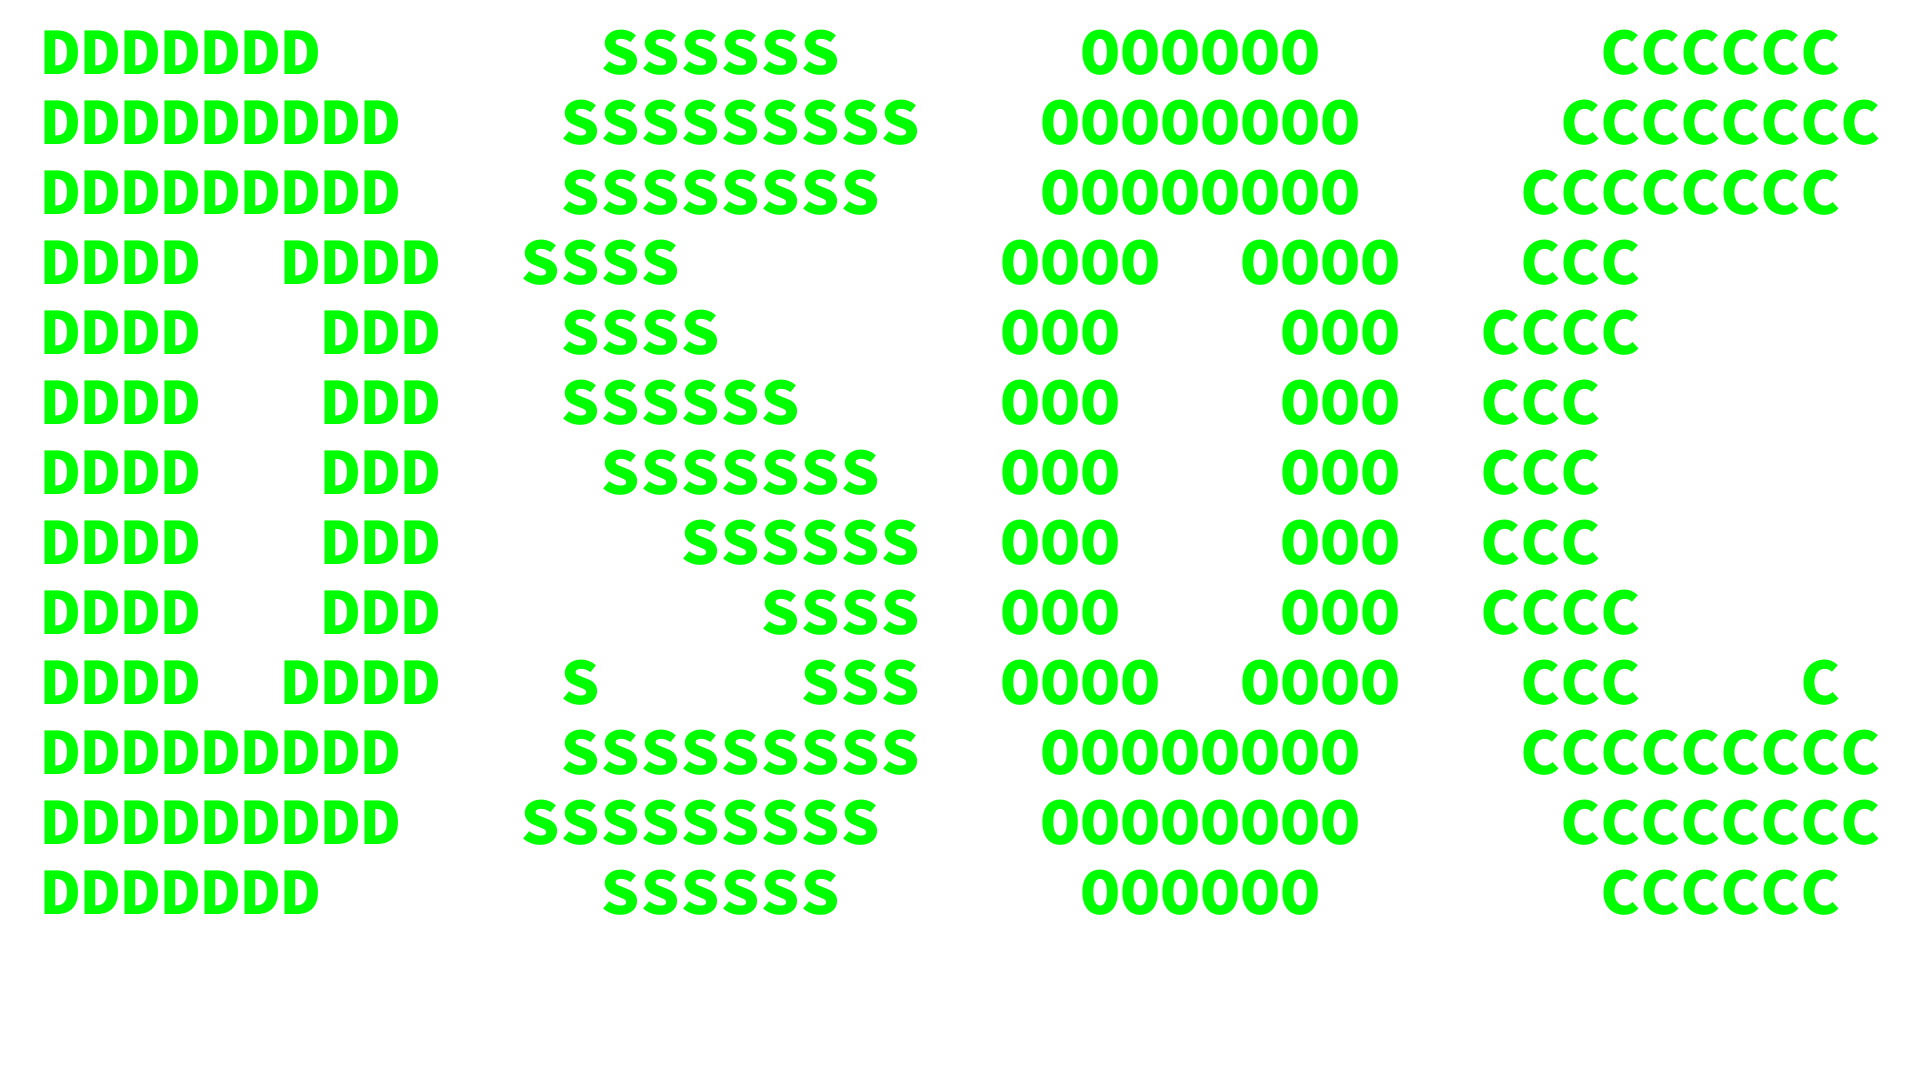 DDDDDDD       SSSSSS      OOOOOO       CCCCCC
DDDDDDDDD    SSSSSSSSS   OOOOOOOO     CCCCCCCC
DDDDDDDDD    SSSSSSSS    OOOOOOOO    CCCCCCCC
DDDD  DDDD  SSSS        OOOO  OOOO   CCC
DDDD   DDD   SSSS       OOO    OOO  CCCC
DDDD   DDD   SSSSSS     OOO    OOO  CCC
DDDD   DDD    SSSSSSS   OOO    OOO  CCC
DDDD   DDD      SSSSSS  OOO    OOO  CCC
DDDD   DDD        SSSS  OOO    OOO  CCCC
DDDD  DDDD   S     SSS  OOOO  OOOO   CCC    C
DDDDDDDDD    SSSSSSSSS   OOOOOOOO    CCCCCCCCC
DDDDDDDDD   SSSSSSSSS    OOOOOOOO     CCCCCCCC
DDDDDDD       SSSSSS      OOOOOO       CCCCCC